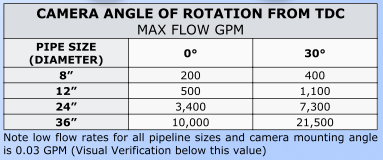 CAMERA ANGLE OF ROTATION FROM TDC
MAX FLOW GPM
PIPE SIZE (DIAMETER) 0° 30°
8” 200 400
12” 500 1,100
24” 3,400 7,300
36” 10,000 21,500
Note low flow rates for all pipeline sizes and camera mounting angle
is 0.03 GPM (Visual Verification below this value)